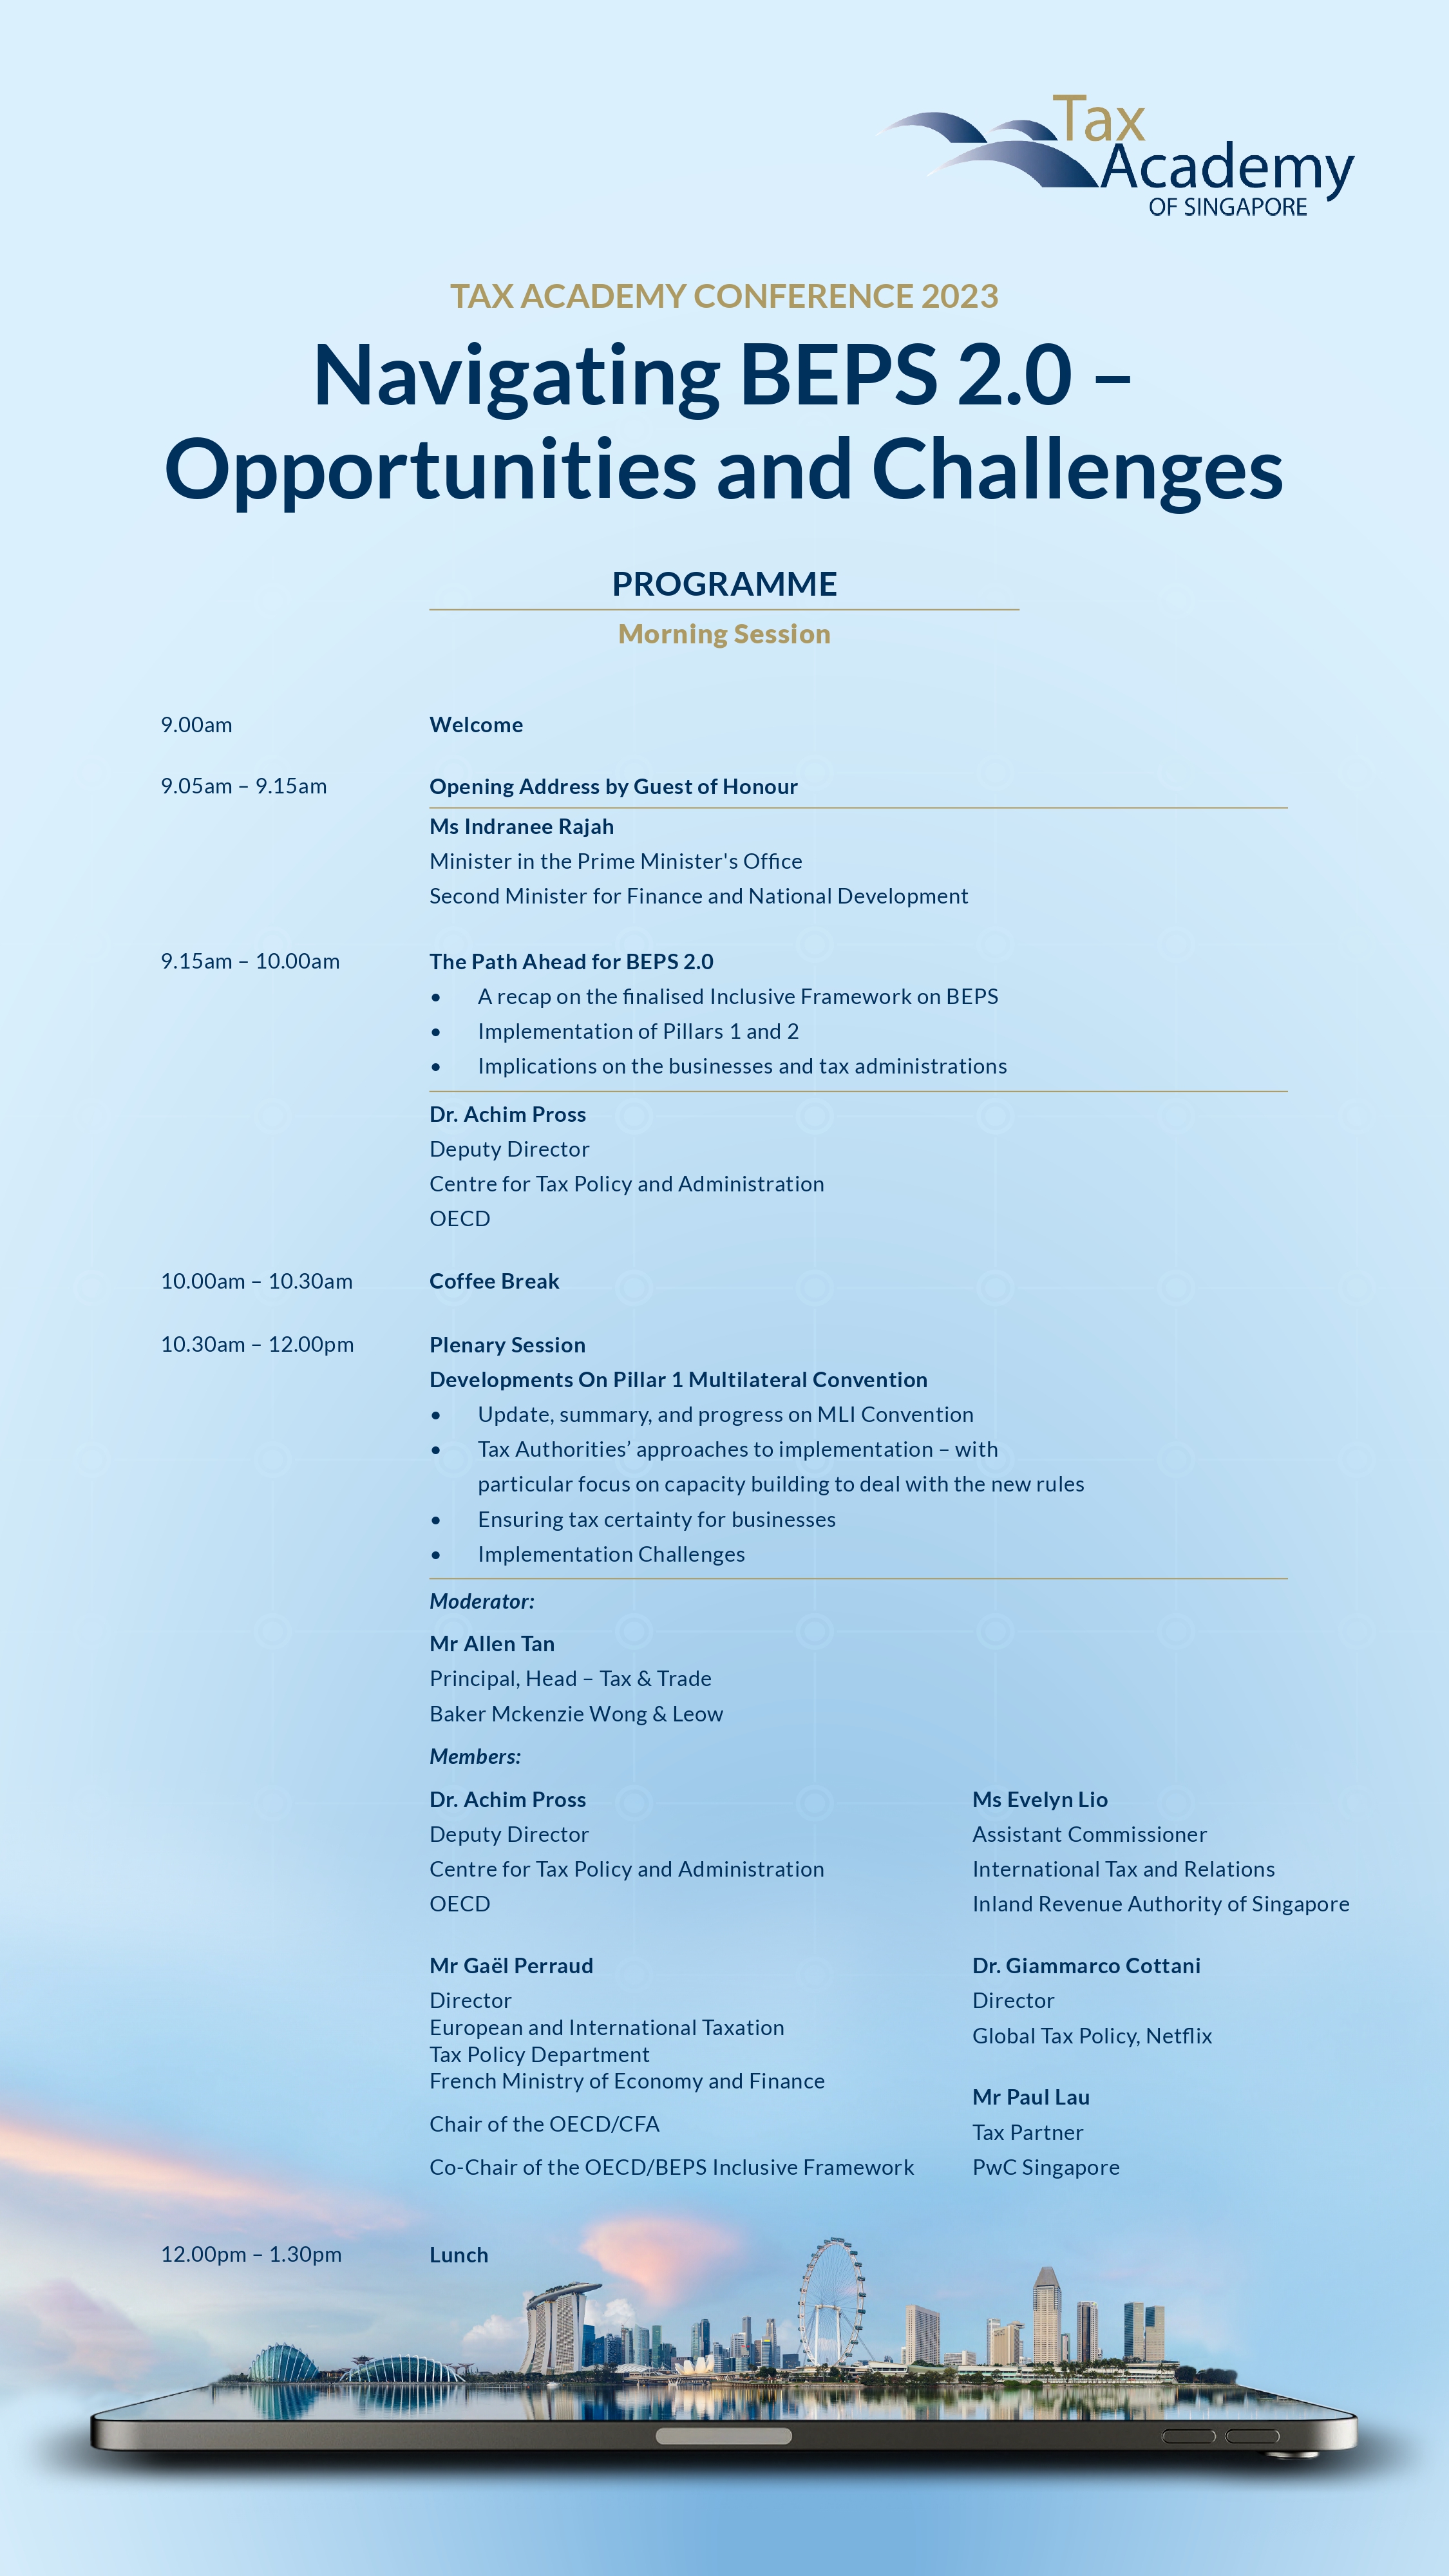 Tax
Academy
OF SINGAPORE
TAX ACADEMY CONFERENCE 2023
Navigating BEPS 2.0 –
Opportunities and Challenges
PROGRAMME
Morning Session
9.00am Welcome
9.05am – 9.15am Opening Address by Guest of Honour
Ms Indranee Rajah
Minister in the Prime Minister's Office
Second Minister for Finance and National Development
9.15am – 10.00am The Path Ahead for BEPS 2.0
• A recap on the finalised Inclusive Framework on BEPS
• Implementation of Pillars 1 and 2
• Implications on the businesses and tax administrations
Dr. Achim Pross
Deputy Director
Centre for Tax Policy and Administration
OECD
10.00am – 10.30am Coffee Break
10.30am – 12.00pm Plenary Session
Developments On Pillar 1 Multilateral Convention
• Update, summary, and progress on MLI Convention
• Tax Authorities’ approaches to implementation – with
particular focus on capacity building to deal with the new rules
• Ensuring tax certainty for businesses
• Implementation Challenges
Moderator:
Mr Allen Tan
Principal, Head – Tax & Trade
Baker Mckenzie Wong & Leow
Members:
Dr. Achim Pross
Deputy Director
Centre for Tax Policy and Administration
OECD
Mr Gaël Perraud
Director
European and International Taxation
Tax Policy Department
French Ministry of Economy and Finance
Chair of the OECD/CFA
Co-Chair of the OECD/BEPS Inclusive Framework
Ms Evelyn Lio
Assistant Commissioner
International Tax and Relations
Inland Revenue Authority of Singapore
Dr. Giammarco Cottani
Director
Global Tax Policy, Netflix
Mr Paul Lau
Tax Partner
PwC Singapore
12.00pm – 1.30pm Lunch